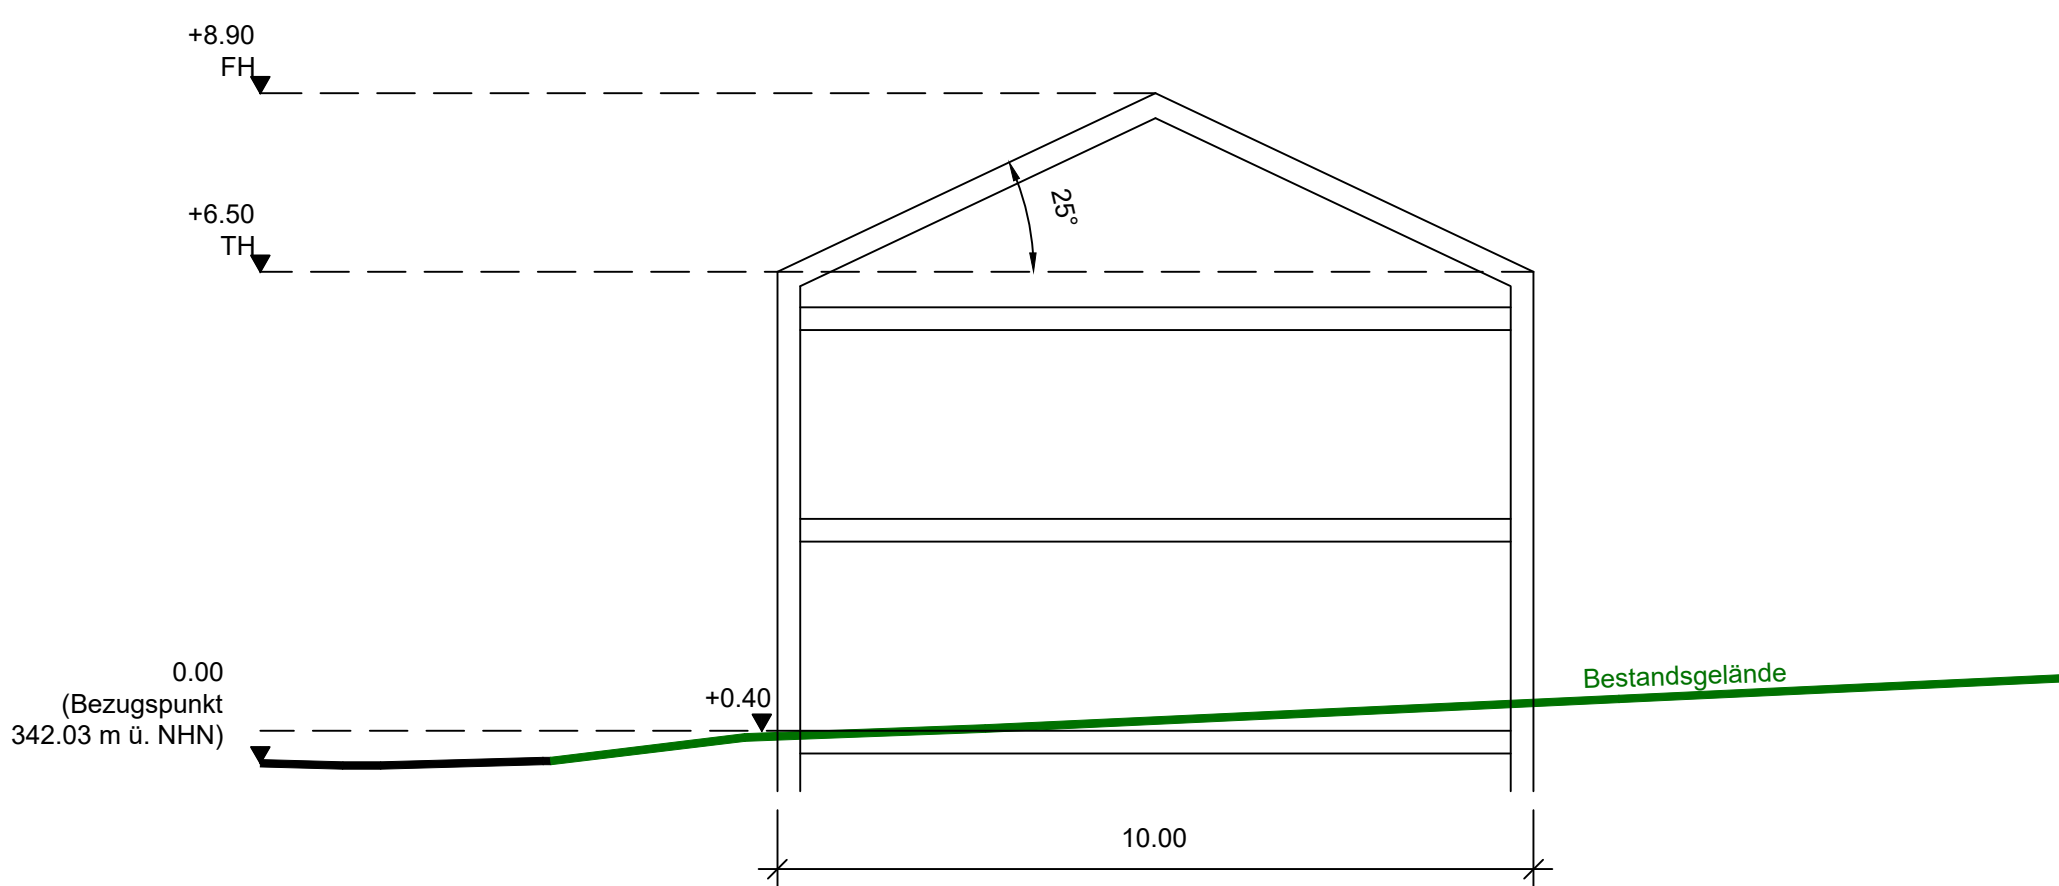 +8.90
FH
+6.50
TH
25°
0.00
(Bezugspunkt
342.03 m ü. NHN)
+0.40
Bestandsgelände
10.00